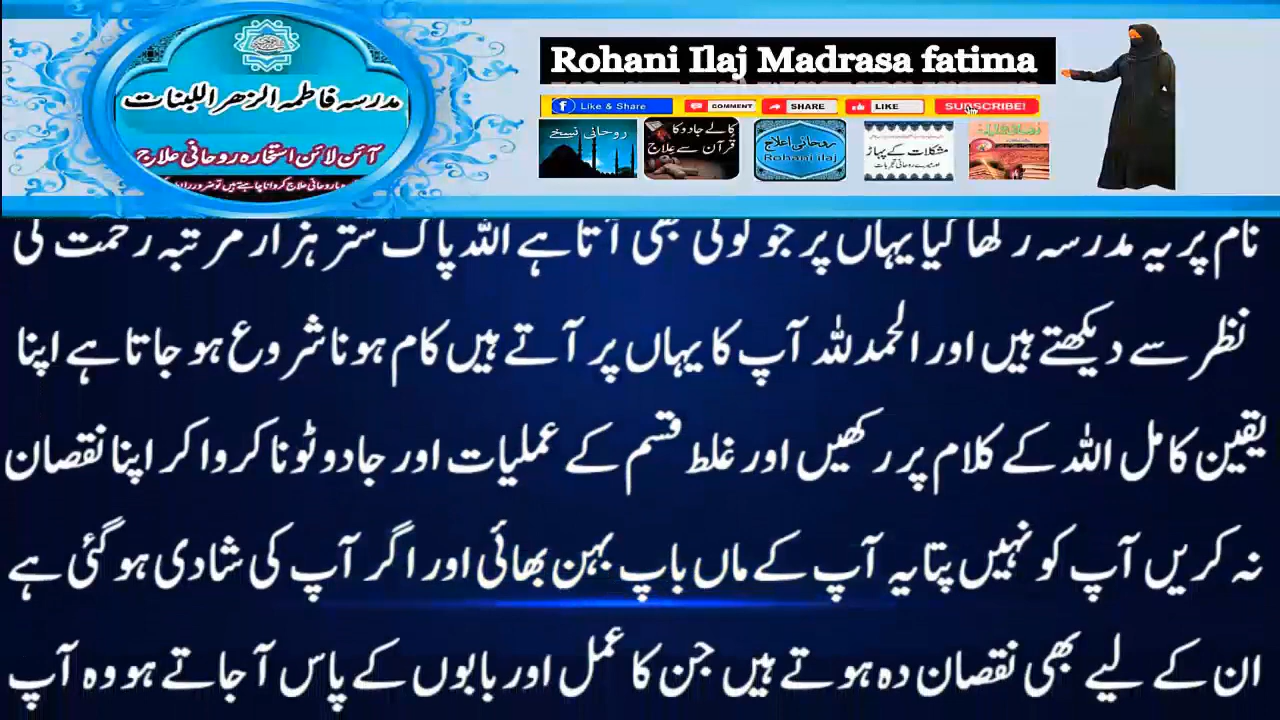 مدرسہ فاطمہ الزھرا للبنات
آئن لائن استخارہ روحانی علاج
Rohani Ilaj Madrasa fatima
Like & Share
COMMENT
SHARE
LIKE
SUBSCRIBE!
روحانی نسخ
کالے جادو کا
قرآن سے علاج
روحانی علاج
Rohani ilaj
مشکلات کے پہاڑ
نام پر یہ مدرسہ رکھا گیا یہاں پر جو کوئی بھی آتا ہے اللہ پاک ستر ہزار مرتبہ رحمت کی
نظر سے دیکھتے ہیں اور الحمدللہ آپ کا یہاں پر آتے ہیں کام ہونا شروع ہو جاتا ہے اپنا
یقین کامل اللہ کے کلام پر رکھیں اور غلط قسم کے عملیات اور جادو ٹونا کروا کر اپنا نقصان
نہ کریں آپ کو نہیں پتا یہ آپ کے ماں باپ بہن بھائی اور اگر آپ کی شادی ہو گئی ہے
ان کے لیے بھی نقصان دہ ہوتے ہیں جن کا عمل اور بابوں کے پاس آ جاتے ہو وہ آپ